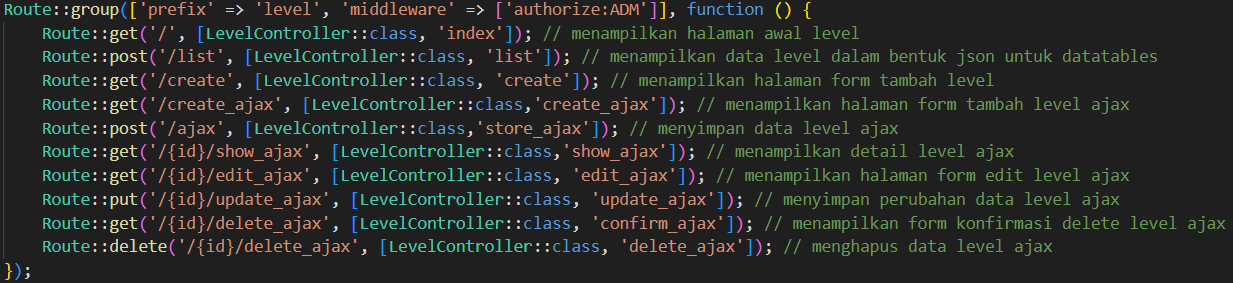 Route::group(['prefix' => 'level', 'middleware' => ['authorize:ADM']], function () {
Route::get('/', [LevelController::class, 'index']); // menampilkan halaman awal level
Route::post('/list', [LevelController::class, 'list']); // menampilkan data level dalam bentuk json untuk datatables
Route::get('/create', [LevelController::class, 'create']); // menampilkan halaman form tambah level
Route::get('/create_ajax', [LevelController::class,'create_ajax']); // menampilkan halaman form tambah level ajax
Route::post('/ajax', [LevelController::class,'store_ajax']); // menyimpan data level ajax
Route::get('/{id}/show_ajax', [LevelController::class,'show_ajax']); // menampilkan detail level ajax
Route::get('/{id}/edit_ajax', [LevelController::class, 'edit_ajax']); // menampilkan halaman form edit level ajax
Route::put('/{id}/update_ajax', [LevelController::class, 'update_ajax']); // menyimpan perubahan data level ajax
Route::get('/{id}/delete_ajax', [LevelController::class, 'confirm_ajax']); // menampilkan form konfirmasi delete level ajax
Route::delete('/{id}/delete_ajax', [LevelController::class, 'delete_ajax']); // menghapus data level ajax
});